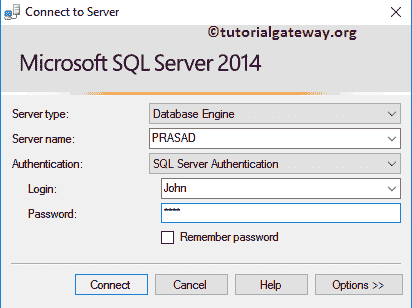 Connect to Server
©tutorialgateway.org
Microsoft SQL Server 2014
Server type: Database Engine
Server name: PRASAD
Authentication: SQL Server Authentication
Login: John
Password: ****
Remember password
Connect Cancel Help Options >>